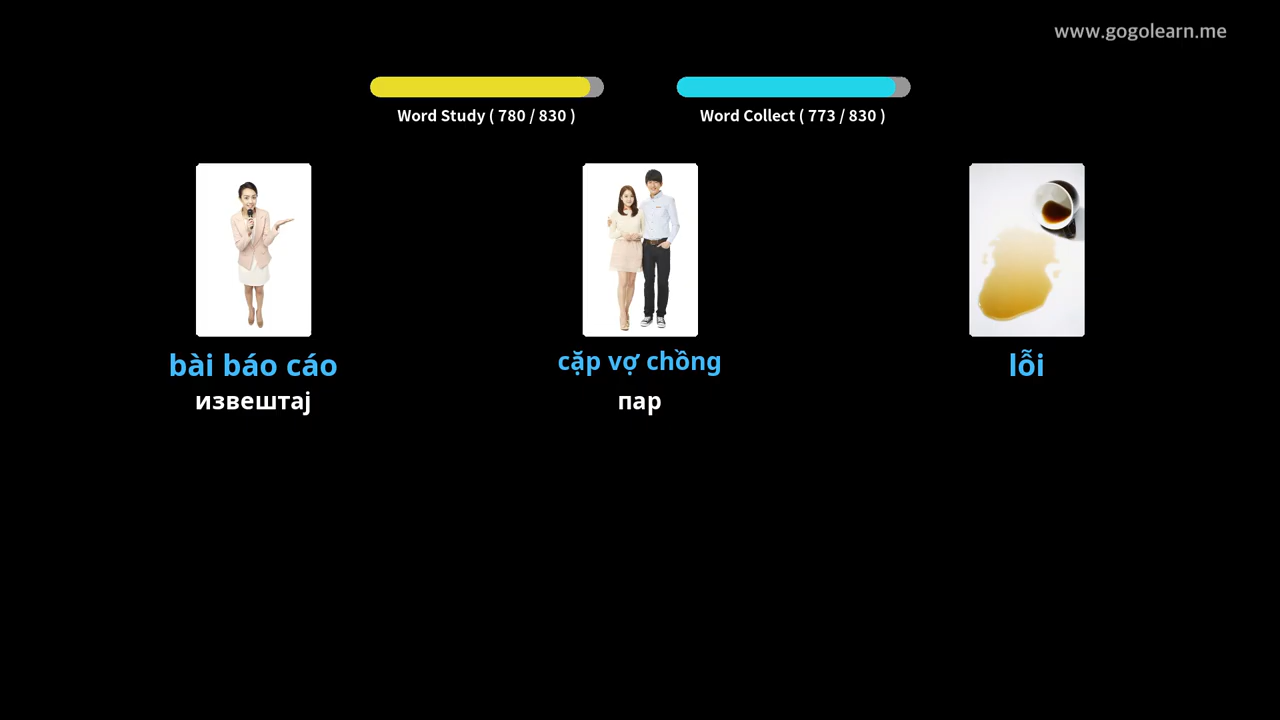 www.gogolearn.me
Word Study ( 780 / 830 )
Word Collect ( 773 / 830 )
bài báo cáo
извештај
cặp vợ chồng
пар
lỗi